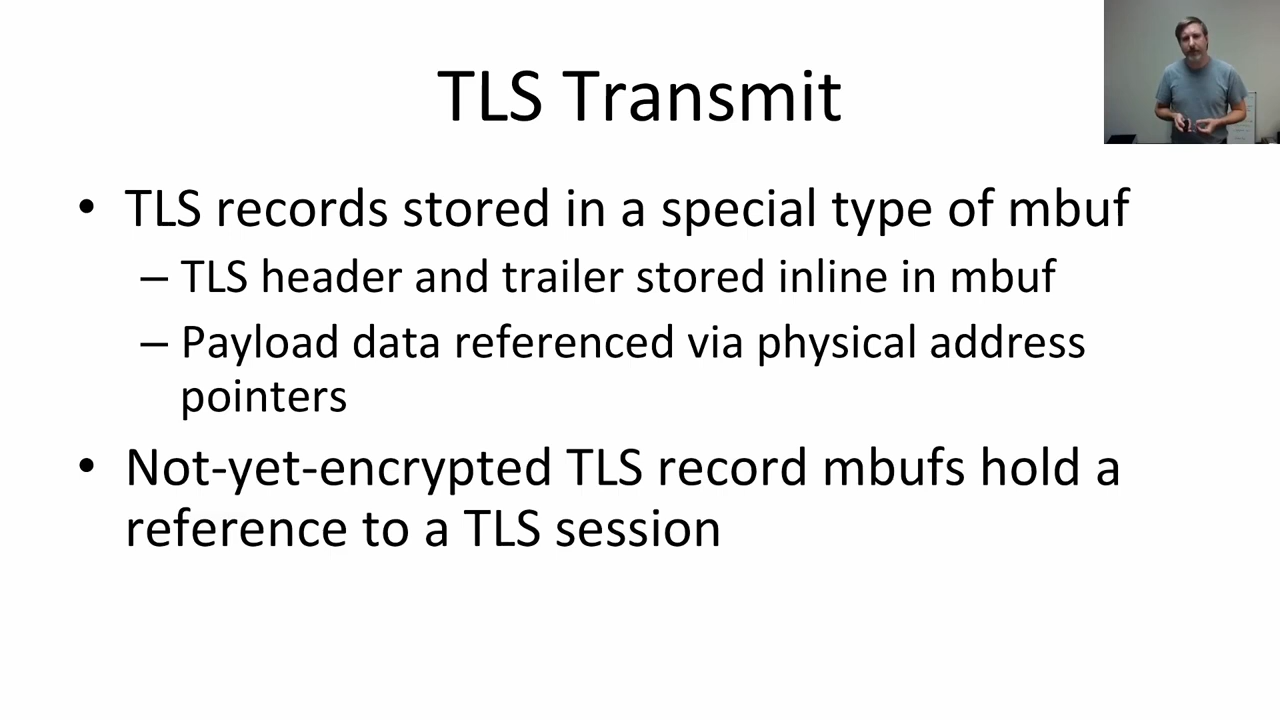 TLS Transmit
• TLS records stored in a special type of mbuf
– TLS header and trailer stored inline in mbuf
– Payload data referenced via physical address
pointers
• Not-yet-encrypted TLS record mbufs hold a
reference to a TLS session